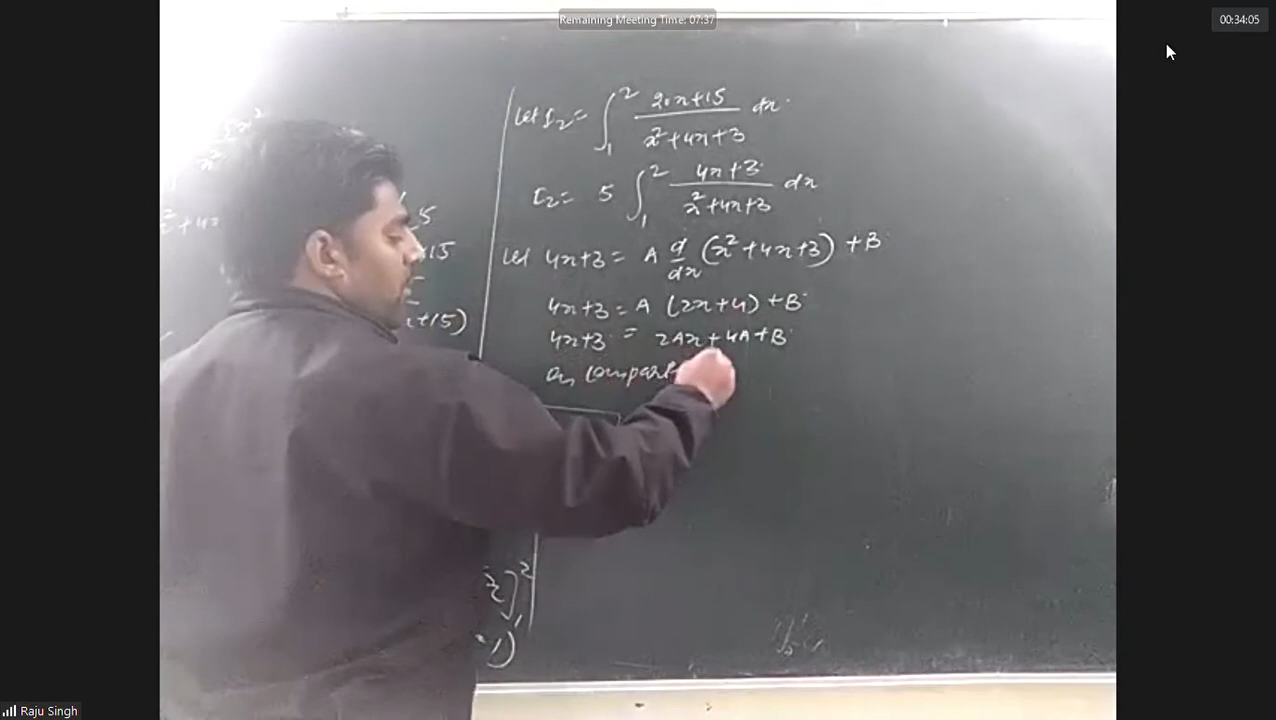 Remaining Meeting Time: 07:37
00:34:05
Let I₂ = ∫₁² (20x+15)/(x²+4x+3) dx
I₂ = 5 ∫₁² (4x+3)/(x²+4x+3) dx
Let 4x+3 = A d/dx (x²+4x+3) + B
4x+3 = A (2x+4) + B
4x+3 = 2Ax+4A+B
on
Raju Singh